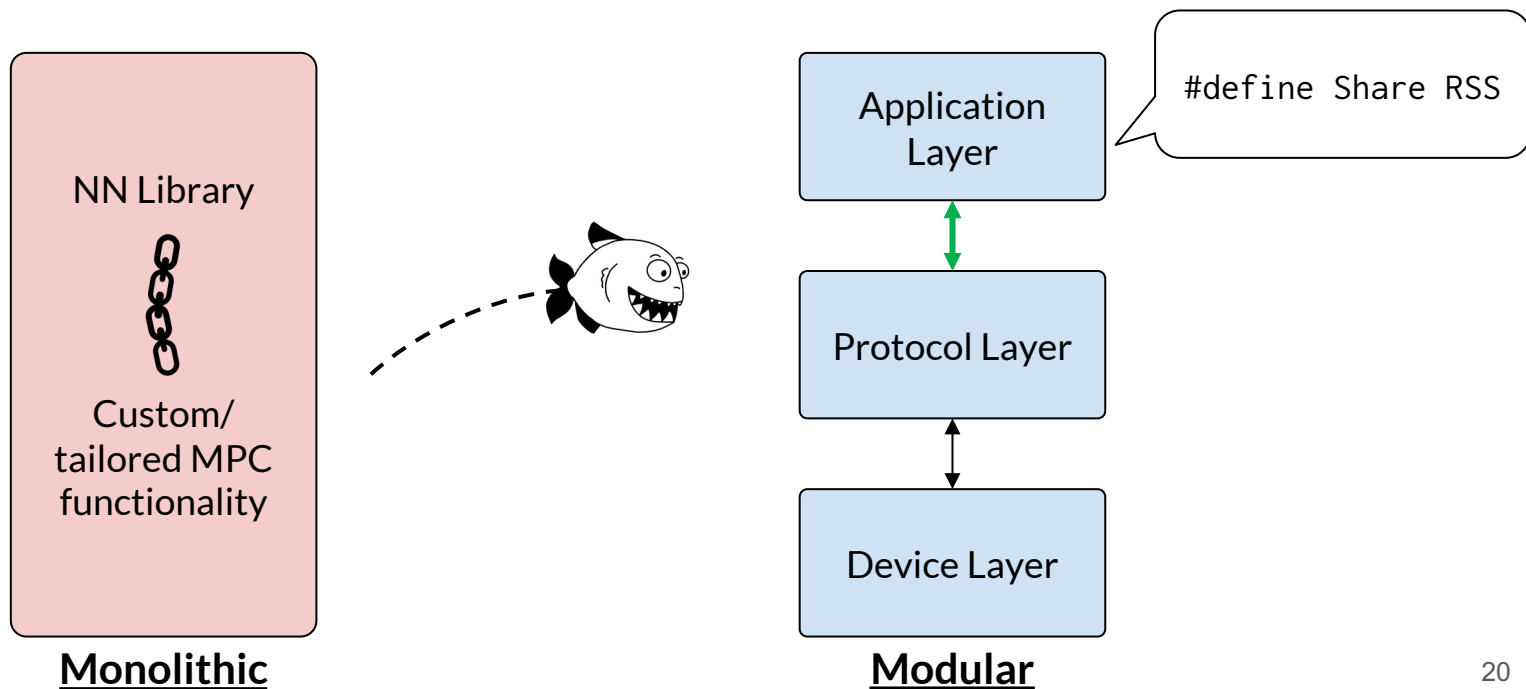 NN Library
Custom/
tailored MPC
functionality
Monolithic
Application
Layer
#define Share RSS
Protocol Layer
Device Layer
Modular
20